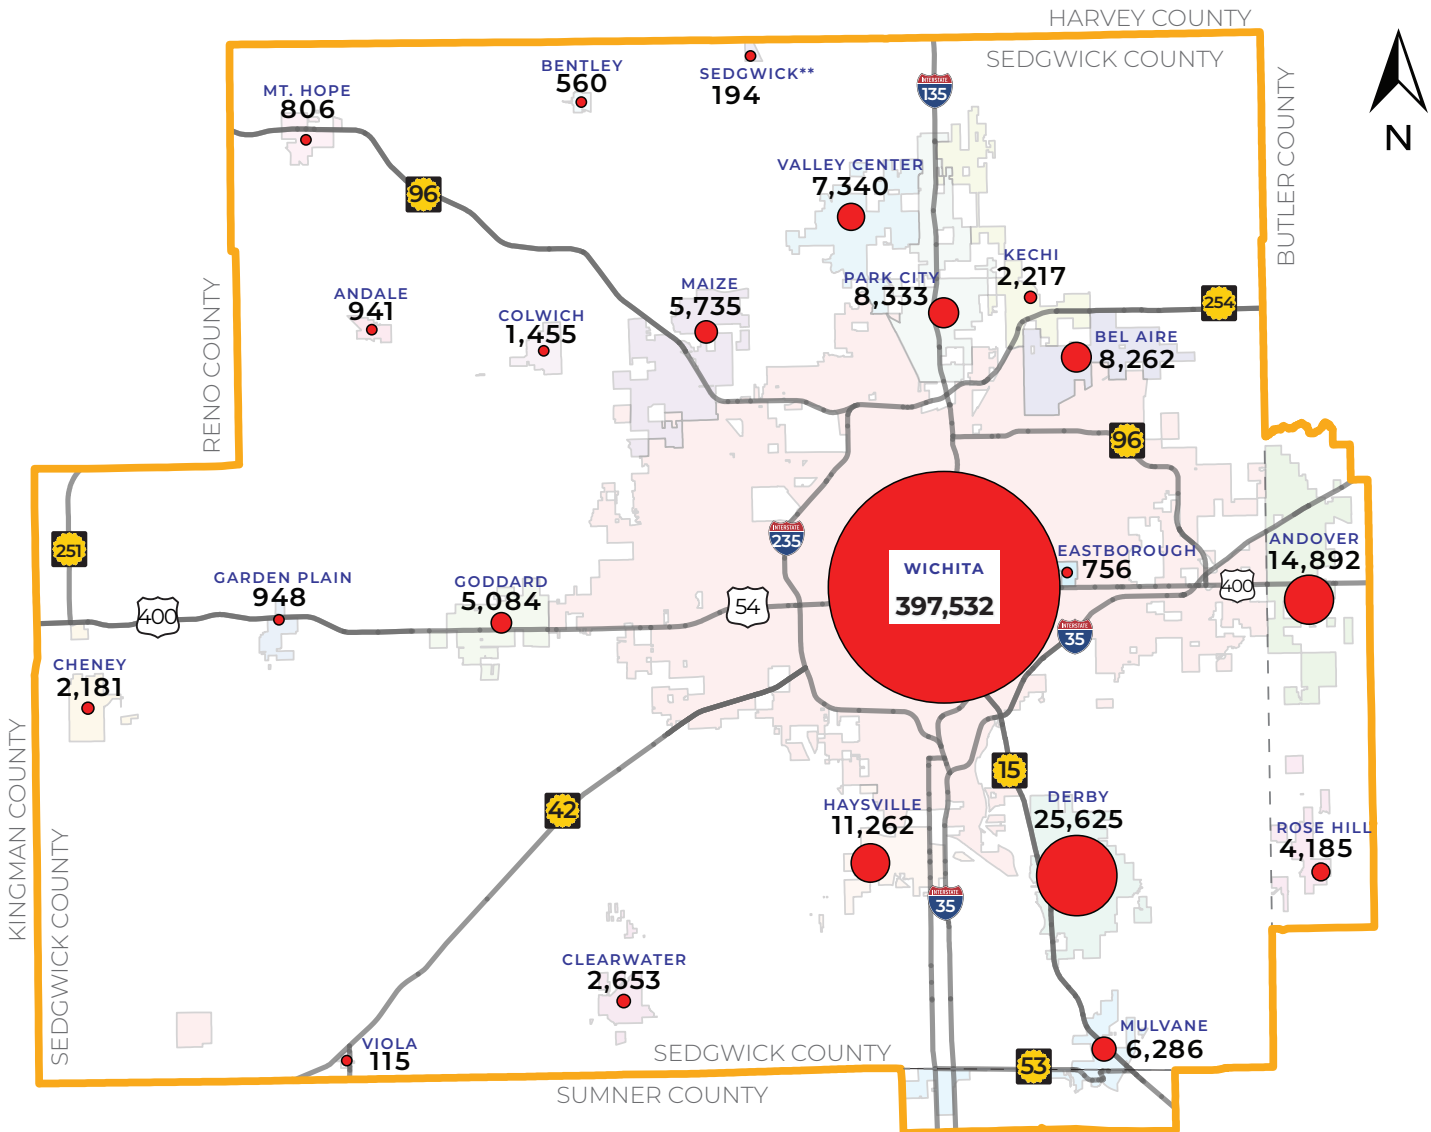 HARVEY COUNTY
SEDGWICK COUNTY
BENTLEY
560
SEDGWICK**
194
MT. HOPE
806
INTERSTATE
135
BUTLER COUNTY
N
VALLEY CENTER
7,340
96
KECHI
2,217
PARK CITY
8,333
MAIZE
5,735
ANDALE
941
COLWICH
1,455
254
BEL AIRE
8,262
RENO COUNTY
96
251
INTERSTATE
235
WICHITA
397,532
EASTBOROUGH
756
ANDOVER
14,892
400
GARDEN PLAIN
948
GODDARD
5,084
54
400
INTERSTATE
35
CHENEY
2,181
KINGMAN COUNTY
SEDGWICK COUNTY
42
15
HAYSVILLE
11,262
DERBY
25,625
ROSE HILL
4,185
INTERSTATE
35
CLEARWATER
2,653
VIOLA
115
SEDGWICK COUNTY
SUMNER COUNTY
53
MULVANE
6,286